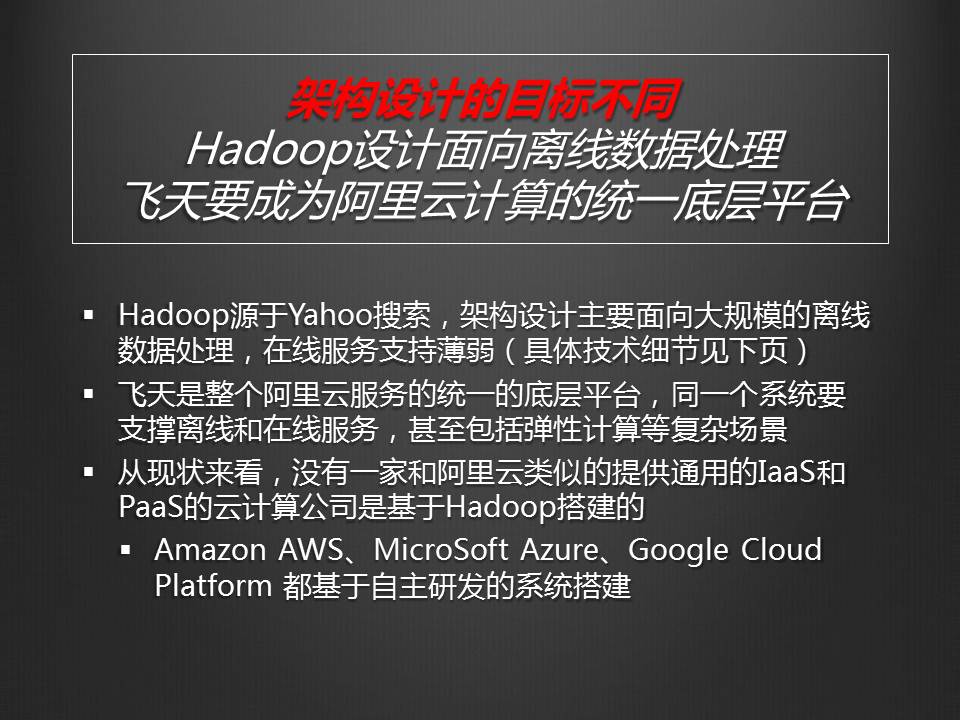 架构设计的目标不同
Hadoop设计面向离线数据处理
飞天要成为阿里云计算的统一底层平台
▪ Hadoop源于Yahoo搜索，架构设计主要面向大规模的离线
数据处理，在线服务支持薄弱（具体技术细节见下页）
▪ 飞天是整个阿里云服务的统一的底层平台，同一个系统要
支撑离线和在线服务，甚至包括弹性计算等复杂场景
▪ 从现状来看，没有一家和阿里云类似的提供通用的IaaS和
PaaS的云计算公司是基于Hadoop搭建的
▪ Amazon AWS、MicroSoft Azure、Google Cloud
Platform 都基于自主研发的系统搭建